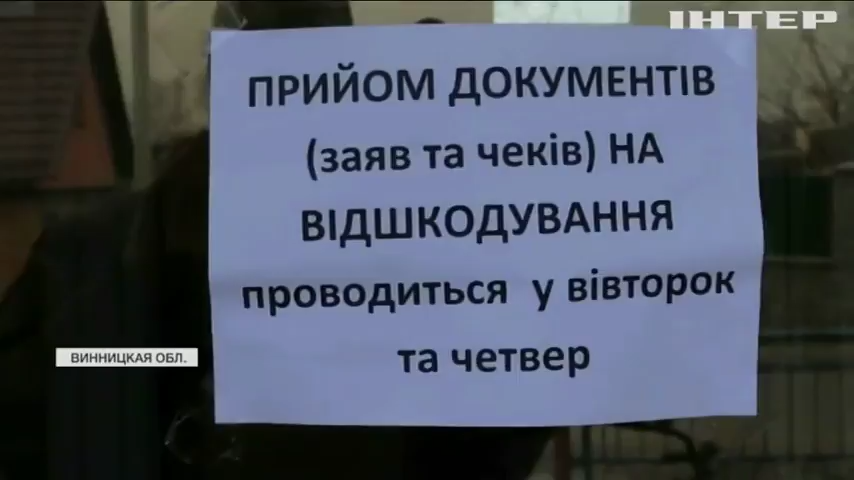 ІНТЕР
ПРИЙОМ ДОКУМЕНТІВ
(заяв та чеків) НА
ВІДШКОДУВАННЯ
проводиться у вівторок
та четвер
ВИННИЦКАЯ ОБЛ.